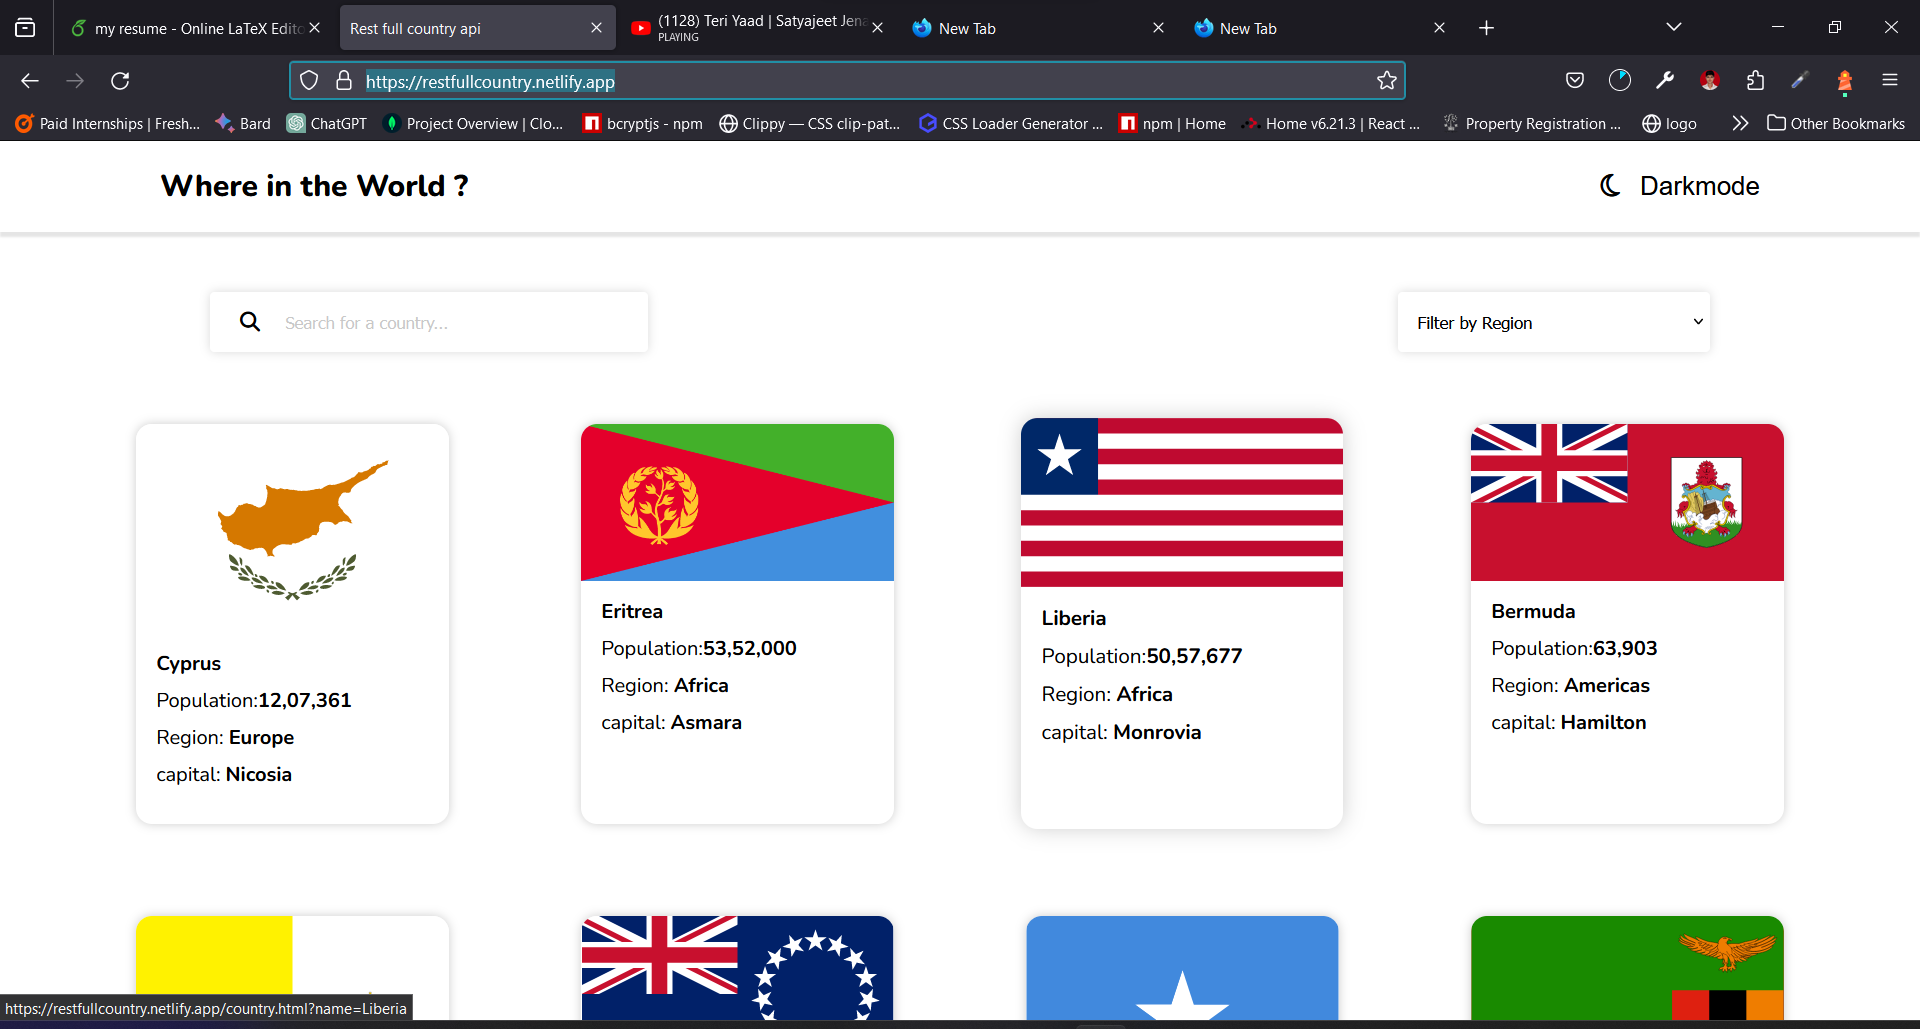 my resume - Online LaTeX Edito
Rest full country api
(1128) Teri Yaad | Satyajeet Jena
PLAYING
New Tab
New Tab
https://restfullcountry.netlify.app
Paid Internships | Fresh...
Bard
ChatGPT
Project Overview | Clo...
bcryptjs - npm
Clippy — CSS clip-pat...
CSS Loader Generator ...
npm | Home
Home v6.21.3 | React ...
Property Registration ...
logo
Other Bookmarks
Where in the World ?
Darkmode
Search for a country...
Filter by Region
Cyprus
Population:12,07,361
Region: Europe
capital: Nicosia
Eritrea
Population:53,52,000
Region: Africa
capital: Asmara
Liberia
Population:50,57,677
Region: Africa
capital: Monrovia
Bermuda
Population:63,903
Region: Americas
capital: Hamilton
https://restfullcountry.netlify.app/country.html?name=Liberia